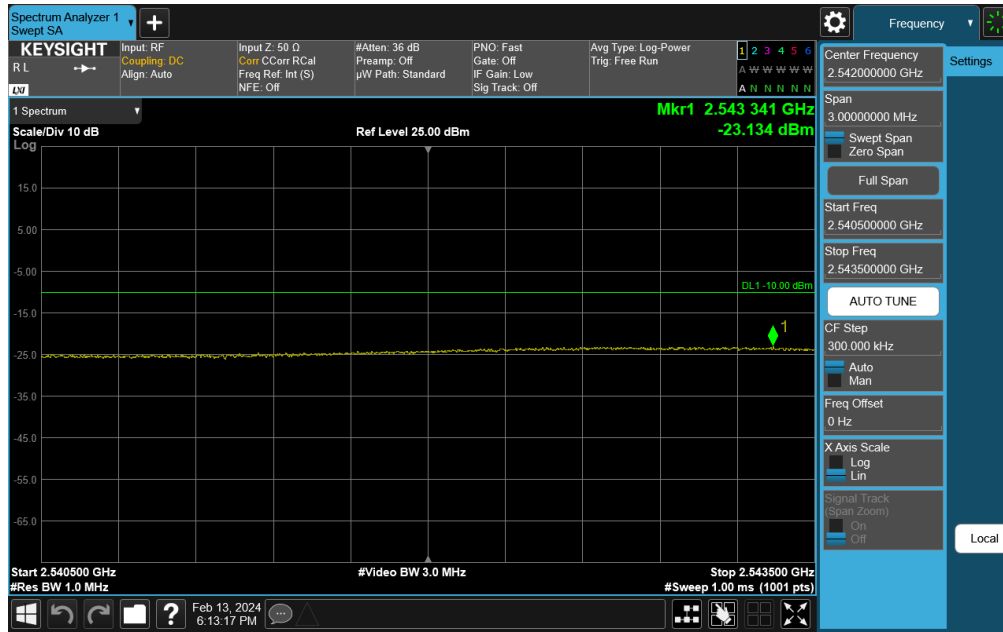 Spectrum Analyzer 1
Swept SA
Frequency
KEYSIGHT
R L
LXI
Input: RF
Coupling: DC
Align: Auto
Input Z: 50 Ω
Corr CCorr RCal
Freq Ref: Int (S)
NFE: Off
#Atten: 36 dB
Preamp: Off
µW Path: Standard
PNO: Fast
Gate: Off
IF Gain: Low
Sig Track: Off
Avg Type: Log-Power
Trig: Free Run
1 2 3 4 5 6
A W W W W W
A N N N N N
1 Spectrum
Mkr1 2.543 341 GHz
Scale/Div 10 dB
Ref Level 25.00 dBm
-23.134 dBm
Log
15.0
5.00
-5.00
DL1 -10.00 dBm
-15.0
1
-25.0
-35.0
-45.0
-55.0
-65.0
Start 2.540500 GHz
#Video BW 3.0 MHz
Stop 2.543500 GHz
#Res BW 1.0 MHz
#Sweep 1.00 ms (1001 pts)
Center Frequency
2.542000000 GHz
Settings
Span
3.00000000 MHz
Swept Span
Zero Span
Full Span
Start Freq
2.540500000 GHz
Stop Freq
2.543500000 GHz
AUTO TUNE
CF Step
300.000 kHz
Auto
Man
Freq Offset
0 Hz
X Axis Scale
Log
Lin
Signal Track
(Span Zoom)
On
Off
Local
?
Feb 13, 2024
6:13:17 PM